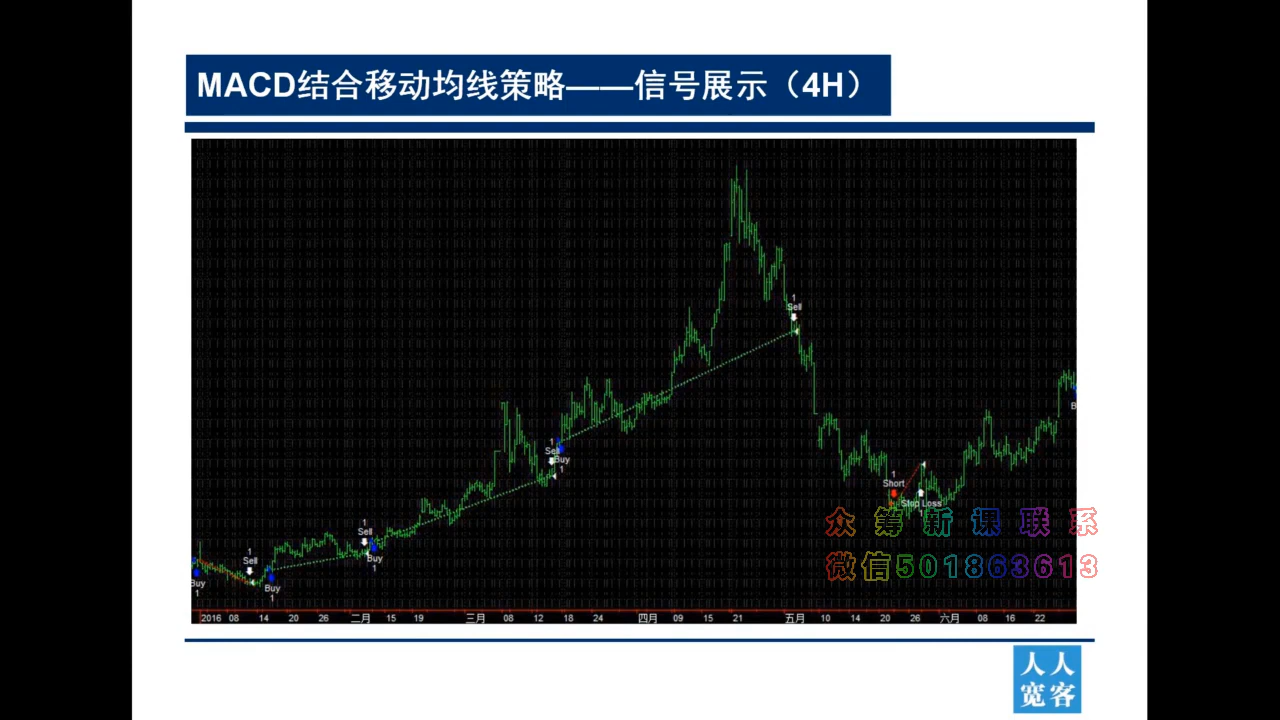 MACD结合移动均线策略——信号展示（4H）
1
Sell
1
Sell
Buy
1
1
Sell
Buy
1
1
Sell
Buy
1
Buy
1
1
Short
Stop Loss
1
B
众筹新课联系
微信501863613
2016 08 14 20 26 二月 15 19 三月 08 12 18 24 四月 09 15 21 五月 10 14 20 26 六月 08 16 22
人人
宽客